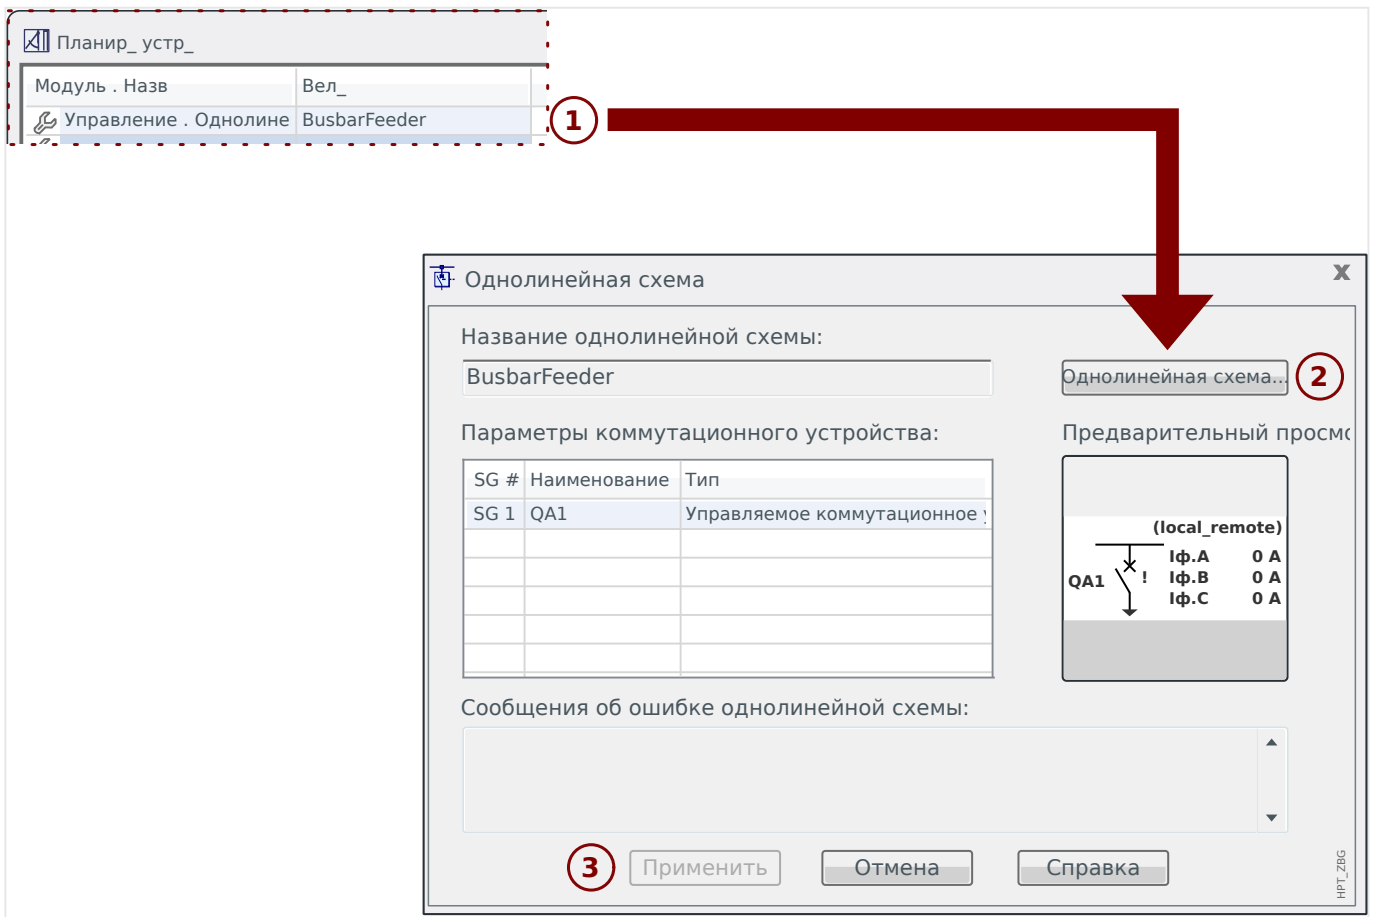 Планир_ устр_
Модуль . Назв Вел_
Управление . Однолине BusbarFeeder
1
Однолинейная схема x
Название однолинейной схемы:
BusbarFeeder Однолинейная схема... 2
Параметры коммутационного устройства: Предварительный просмо
SG # Наименование Тип
SG 1 QA1 Управляемое коммутационное
(local_remote)
Iф.A 0 A
QA1 ! Iф.B 0 A
Iф.C 0 A
Сообщения об ошибке однолинейной схемы:
3 Применить Отмена Справка
HPT_ZBG